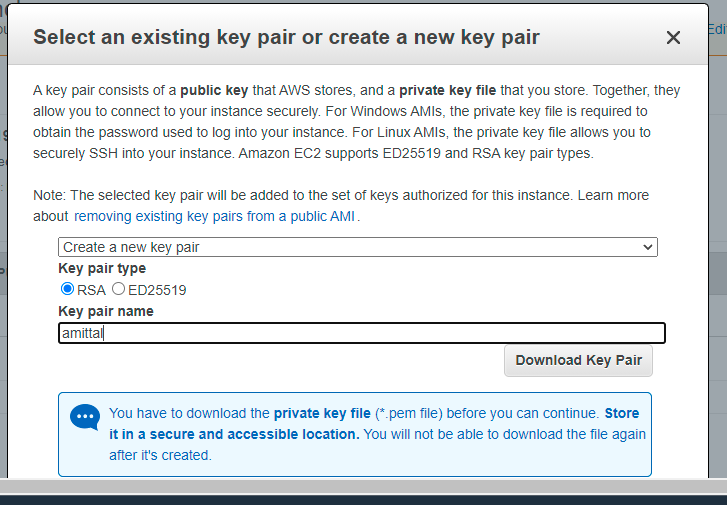 Select an existing key pair or create a new key pair
A key pair consists of a public key that AWS stores, and a private key file that you store. Together, they
allow you to connect to your instance securely. For Windows AMIs, the private key file is required to
obtain the password used to log into your instance. For Linux AMIs, the private key file allows you to
securely SSH into your instance. Amazon EC2 supports ED25519 and RSA key pair types.
Note: The selected key pair will be added to the set of keys authorized for this instance. Learn more
about removing existing key pairs from a public AMI .
Create a new key pair
Key pair type
RSA ED25519
Key pair name
amittal
Download Key Pair
You have to download the private key file (*.pem file) before you can continue. Store
it in a secure and accessible location. You will not be able to download the file again
after it's created.